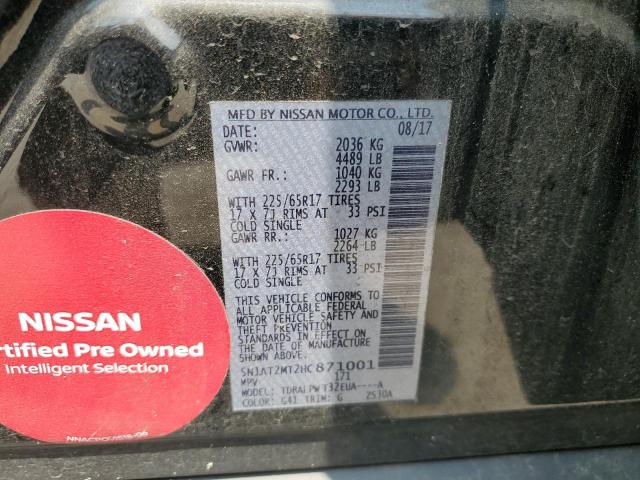 MFD BY NISSAN MOTOR CO., LTD.
DATE: 08/17
GVWR: 2036 KG
4489 LB
GAWR FR.: 1040 KG
2293 LB
WITH 225/65R17 TIRES
17 X 7J RIMS AT 33 PSI
COLD SINGLE
GAWR RR.: 1027 KG
2264 LB
WITH 225/65R17 TIRES
17 X 7J RIMS AT 33 PSI
COLD SINGLE
THIS VEHICLE CONFORMS TO
ALL APPLICABLE FEDERAL
MOTOR VEHICLE SAFETY AND
THEFT PREVENTION
STANDARDS IN EFFECT ON
THE DATE OF MANUFACTURE
SHOWN ABOVE.
5N1AT2MT2HC871001
MPV 171
MODEL: TDRALPWT32EUA----A
COLOR: G41 TRIM: G 2S30A
NISSAN
Certified Pre Owned
Intelligent Selection